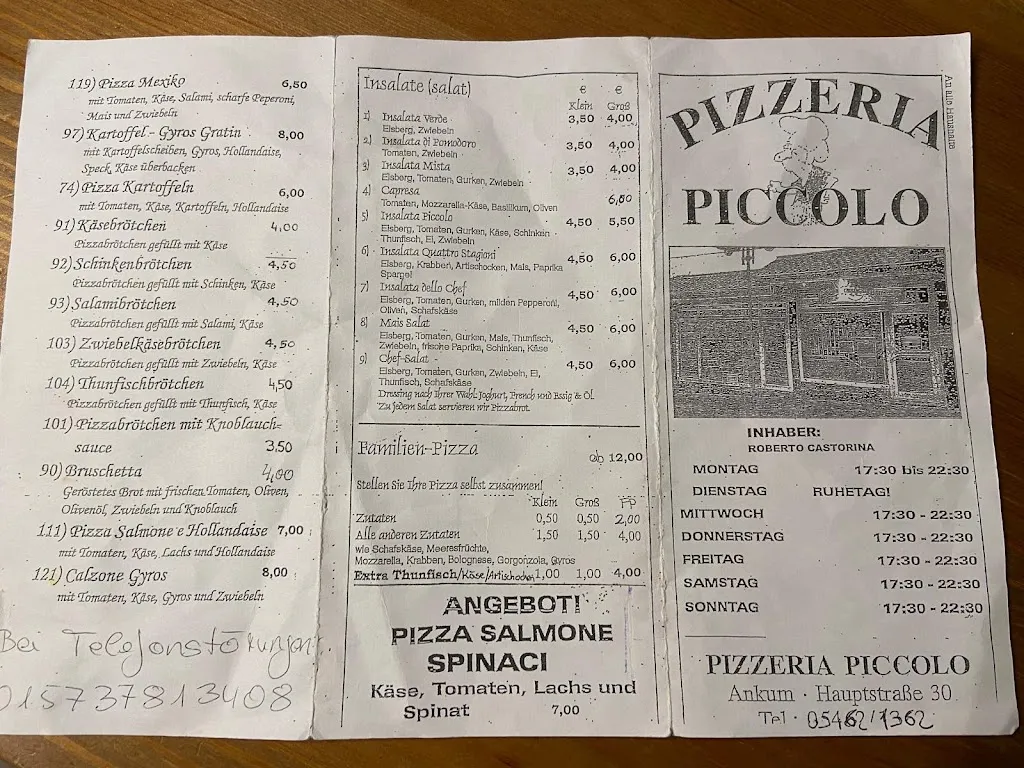 119) Pizza Mexiko 6,50
mit Tomaten, Käse, Salami, scharfe Peperoni,
Mais und Zwiebeln
97) Kartoffel - Gyros Gratin 8,00
mit Kartoffelscheiben, Gyros, Hollandaise,
Speck, Käse überbacken
74) Pizza Kartoffeln 6,00
mit Tomaten, Käse, Kartoffeln, Hollandaise
91) Käsebrötchen 4,00
Pizzabrötchen gefüllt mit Käse
92) Schinkenbrötchen 4,50
Pizzabrötchen gefüllt mit Schinken, Käse
93) Salamibrötchen 4,50
Pizzabrötchen gefüllt mit Salami, Käse
103) Zwiebelkäsebrötchen 4,50
Pizzabrötchen gefüllt mit Zwiebeln, Käse
104) Thunfischbrötchen 4,50
Pizzabrötchen gefüllt mit Thunfisch, Käse
101) Pizzabrötchen mit Knoblauch-
sauce 3,50
90) Bruschetta 4,00
Geröstetes Brot mit frischen Tomaten, Oliven,
Olivenöl, Zwiebeln und Knoblauch
111) Pizza Salmone e Hollandaise 7,00
mit Tomaten, Käse, Lachs und Hollandaise
121) Calzone Gyros 8,00
mit Tomaten, Käse, Gyros und Zwiebeln
Bei Telefonstörungen
015737813408
Insalate (salat) € €
Klein Groß
1) Insalata Verde 3,50 4,00
Eisberg, Zwiebeln
2) Insalata di Pomodoro 3,50 4,00
Tomaten, Zwiebeln
3) Insalata Mista 3,50 4,00
Eisberg, Tomaten, Gurken, Zwiebeln
4) Capresa 6,80
Tomaten, Mozzarella-Käse, Basilikum, Oliven
5) Insalata Piccolo 4,50 5,50
Eisberg, Tomaten, Gurken, Käse, Schinken
Thunfisch, Ei, Zwiebeln
6) Insalata Quattro Stagioni 4,50 6,00
Eisberg, Krabben, Artischocken, Mais, Paprika
Spargel
7) Insalata dello Chef 4,50 6,00
Eisberg, Tomaten, Gurken, milden Pepperoni,
Oliven, Schafskäse
8) Mais Salat 4,50 6,00
Eisberg, Tomaten, Gurken, Mais, Thunfisch,
Zwiebeln, frische Paprika, Schinken, Käse
9) Chef-Salat 4,50 6,00
Eisberg, Tomaten, Gurken, Zwiebeln, Ei,
Thunfisch, Schafskäse
Dressing nach Ihrer Wahl: Joghurt, French und Essig & Öl
Zu jedem Salat servieren wir Pizzabrot.
Familien-Pizza ab 12,00
Stellen Sie Ihre Pizza selbst zusammen!
Klein Groß FP
Zutaten 0,50 0,50 2,00
Alle anderen Zutaten 1,50 1,50 4,00
wie Schafskäse, Meeresfrüchte,
Mozzarella, Krabben, Bolognese, Gorgonzola, Gyros
Extra Thunfisch/Käse/Artischocken 1,00 1,00 4,00
ANGEBOT!
PIZZA SALMONE
SPINACI
Käse, Tomaten, Lachs und
Spinat 7,00
An alle Haushalte
PIZZERIA
PICCOLO
INHABER:
ROBERTO CASTORINA
MONTAG 17:30 bis 22:30
DIENSTAG RUHETAG!
MITTWOCH 17:30 - 22:30
DONNERSTAG 17:30 - 22:30
FREITAG 17:30 - 22:30
SAMSTAG 17:30 - 22:30
SONNTAG 17:30 - 22:30
PIZZERIA PICCOLO
Ankum · Hauptstraße 30
Tel · 05462/1362